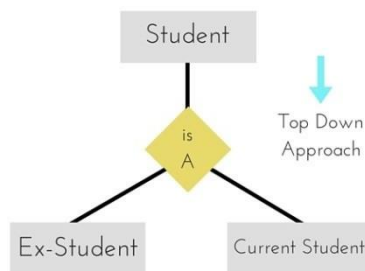 Student
is
A
Top Down
Approach
Ex-Student
Current Student